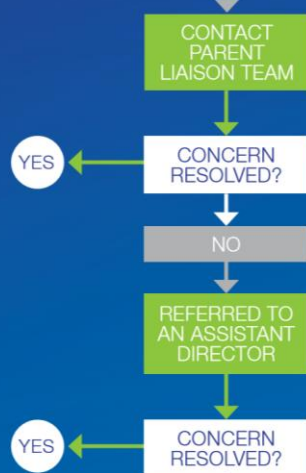 CONTACT
PARENT
LIAISON TEAM
YES
CONCERN
RESOLVED?
NO
REFERRED TO
AN ASSISTANT
DIRECTOR
YES
CONCERN
RESOLVED?